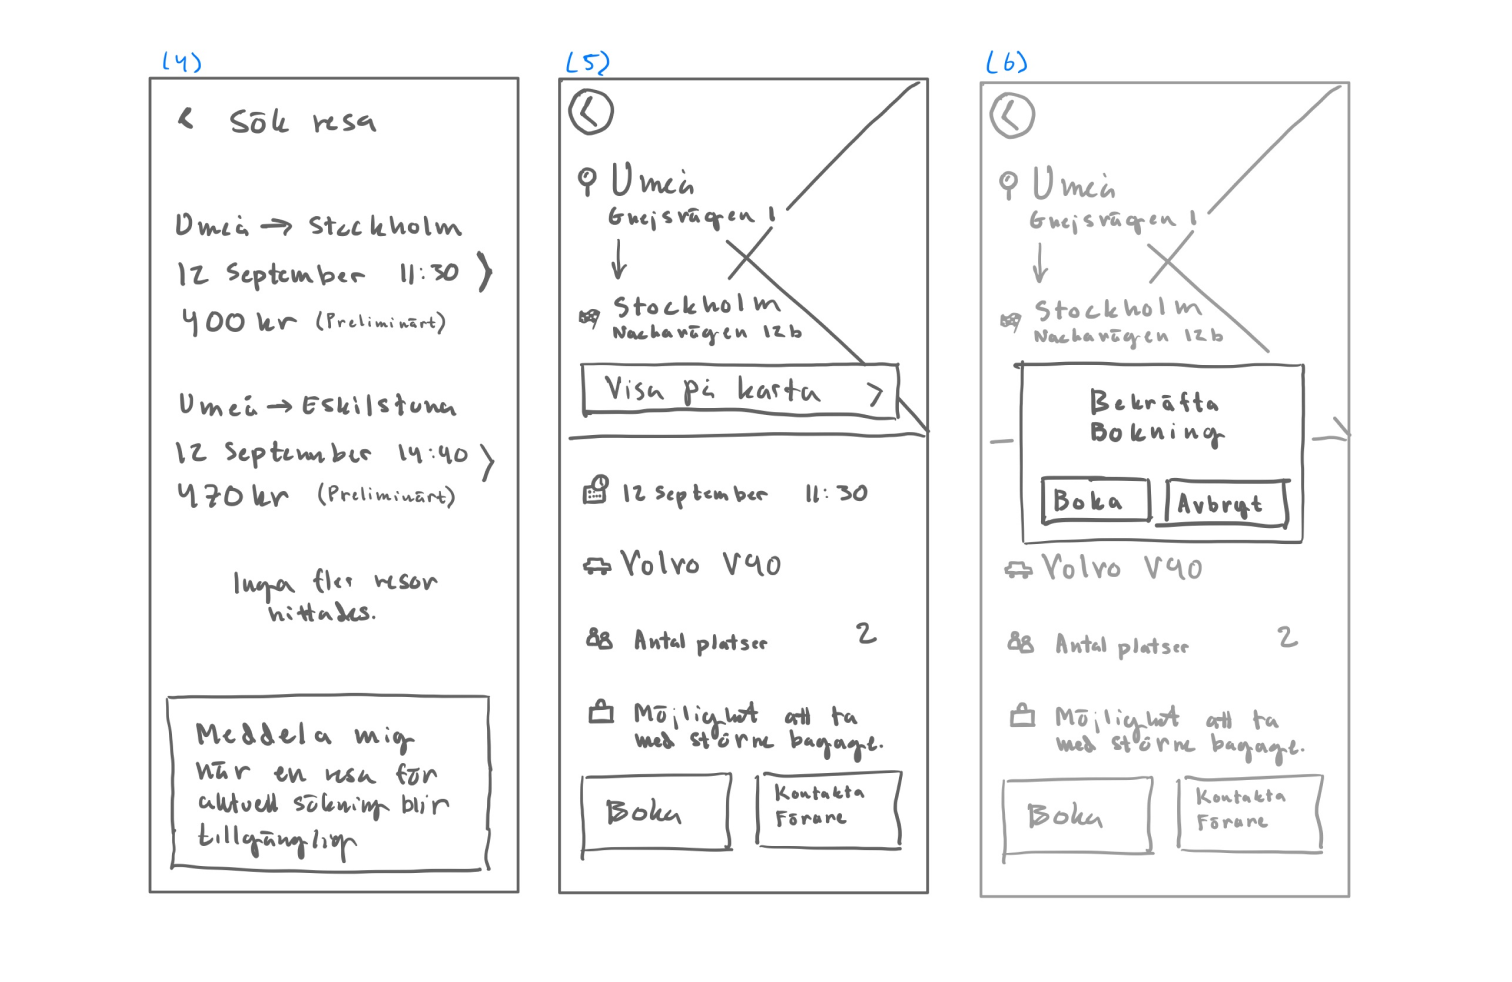 (4)
Sök resa
Umeå → Stockholm
12 September 11:30
400 kr (Preliminärt)
Umeå → Eskilstuna
12 September 14:40
470 kr (Preliminärt)
Inga fler resor
hittades.
Meddela mig
när en resa för
aktuell sökning blir
tillgänglig
(5)
Umeå
Gnejsvägen 1
Stockholm
Nackavägen 12b
Visa på karta
12 September 11:30
Volvo V90
Antal platser 2
Möjlighet att ta
med större bagage.
Boka
Kontakta
Förare
(6)
Umeå
Gnejsvägen 1
Stockholm
Nackavägen 12b
Bekräfta
Bokning
Boka
Avbryt
Volvo V90
Antal platser 2
Möjlighet att ta
med större bagage.
Boka
Kontakta
Förare